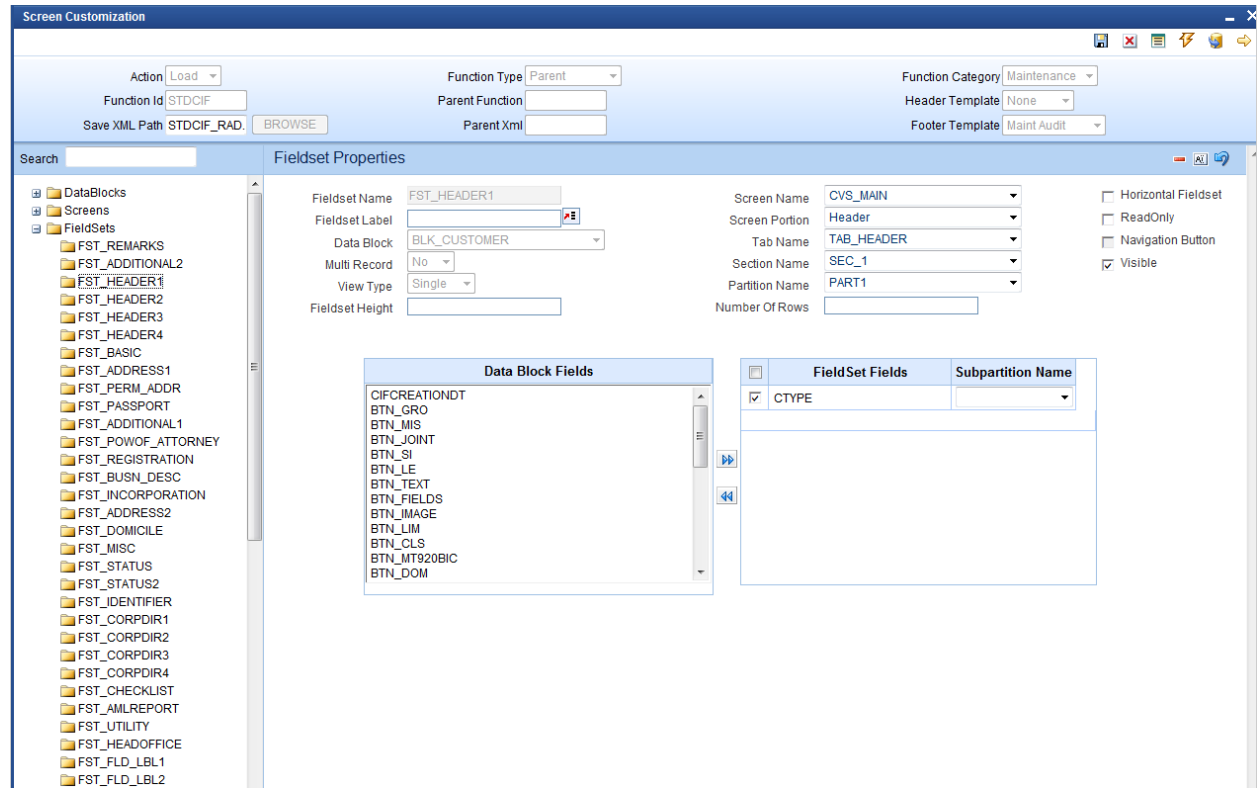 Screen Customization
Action Load
Function Type Parent
Function Category Maintenance
Function Id STDCIF
Parent Function
Header Template None
Save XML Path STDCIF_RAD. BROWSE
Parent Xml
Footer Template Maint Audit
Search
Fieldset Properties
DataBlocks
Screens
FieldSets
FST_REMARKS
FST_ADDITIONAL2
FST_HEADER1
FST_HEADER2
FST_HEADER3
FST_HEADER4
FST_BASIC
FST_ADDRESS1
FST_PERM_ADDR
FST_PASSPORT
FST_ADDITIONAL1
FST_POWOF_ATTORNEY
FST_REGISTRATION
FST_BUSN_DESC
FST_INCORPORATION
FST_ADDRESS2
FST_DOMICILE
FST_MISC
FST_STATUS
FST_STATUS2
FST_IDENTIFIER
FST_CORPDIR1
FST_CORPDIR2
FST_CORPDIR3
FST_CORPDIR4
FST_CHECKLIST
FST_AMLREPORT
FST_UTILITY
FST_HEADOFFICE
FST_FLD_LBL1
FST_FLD_LBL2
Fieldset Name FST_HEADER1
Fieldset Label
Data Block BLK_CUSTOMER
Multi Record No
View Type Single
Fieldset Height
Screen Name CVS_MAIN
Screen Portion Header
Tab Name TAB_HEADER
Section Name SEC_1
Partition Name PART1
Number Of Rows
Horizontal Fieldset
ReadOnly
Navigation Button
Visible
Data Block Fields
CIFCREATIONDT
BTN_GRO
BTN_MIS
BTN_JOINT
BTN_SI
BTN_LE
BTN_TEXT
BTN_FIELDS
BTN_IMAGE
BTN_LIM
BTN_CLS
BTN_MT920BIC
BTN_DOM
FieldSet Fields Subpartition Name
CTYPE